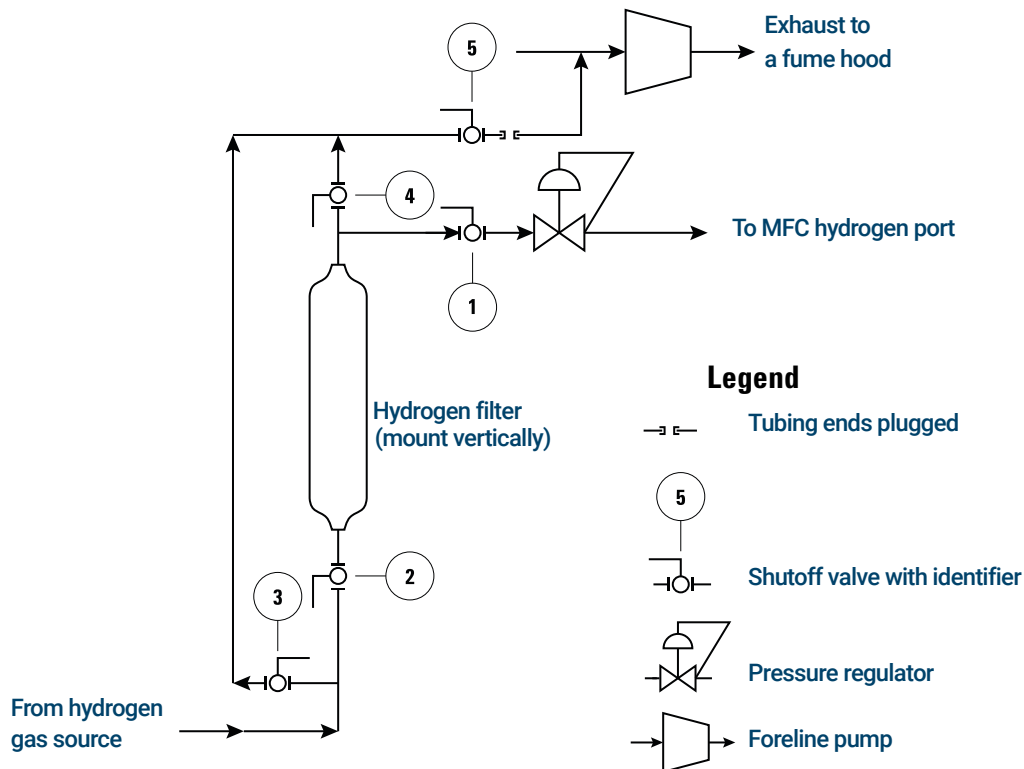 5
Exhaust to
a fume hood
4
1
To MFC hydrogen port
Hydrogen filter
(mount vertically)
2
3
From hydrogen
gas source
Legend
Tubing ends plugged
5
Shutoff valve with identifier
Pressure regulator
Foreline pump